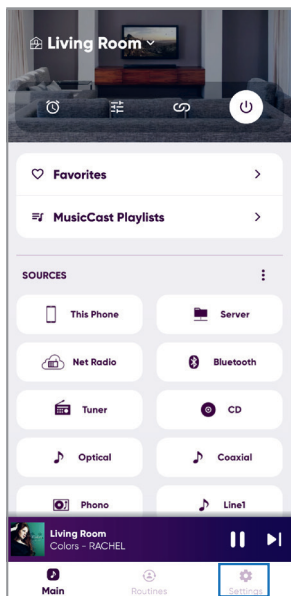 Living Room
Favorites
MusicCast Playlists
SOURCES
This Phone
Server
Net Radio
Bluetooth
Tuner
CD
Optical
Coaxial
Phono
Line1
Living Room
Colors - RACHEL
Main
Routines
Settings